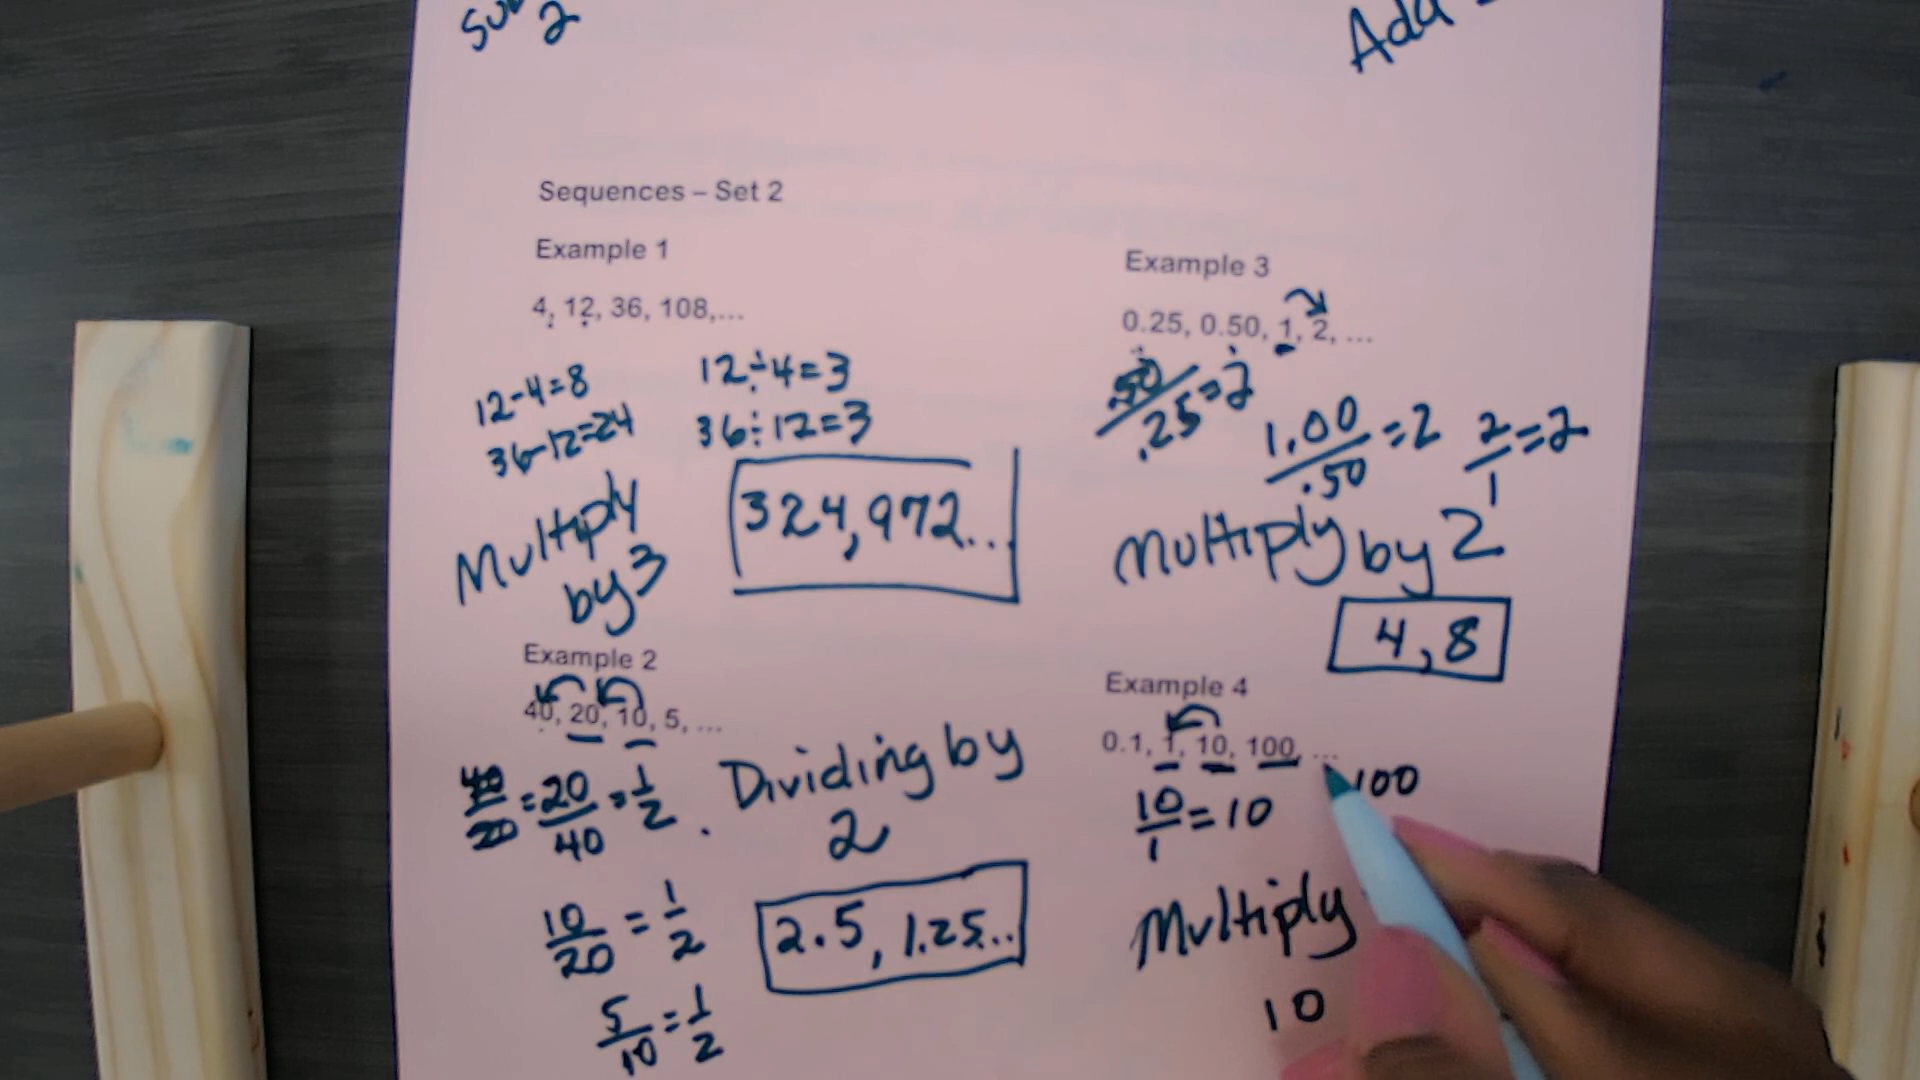 2
Add
Sequences – Set 2
Example 1
4, 12, 36, 108,...
12-4=8
36-12=24
12÷4=3
36÷12=3
Multiply
by 3
324,972...
Example 2
40, 20, 10, 5, ...
40/20 = 20/40 = 1/2
10/20 = 1/2
5/10 = 1/2
Dividing by
2
2.5, 1.25...
Example 3
0.25, 0.50, 1, 2, ...
.50/.25=2
1.00/.50=2
2/1=2
Multiply by 2
4,8
Example 4
0.1, 1, 10, 100, ...
10/1=10
100
Multiply
10